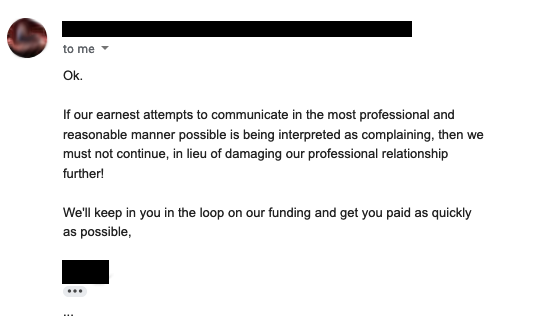 to me
Ok.
If our earnest attempts to communicate in the most professional and
reasonable manner possible is being interpreted as complaining, then we
must not continue, in lieu of damaging our professional relationship
further!
We'll keep in you in the loop on our funding and get you paid as quickly
as possible,
...